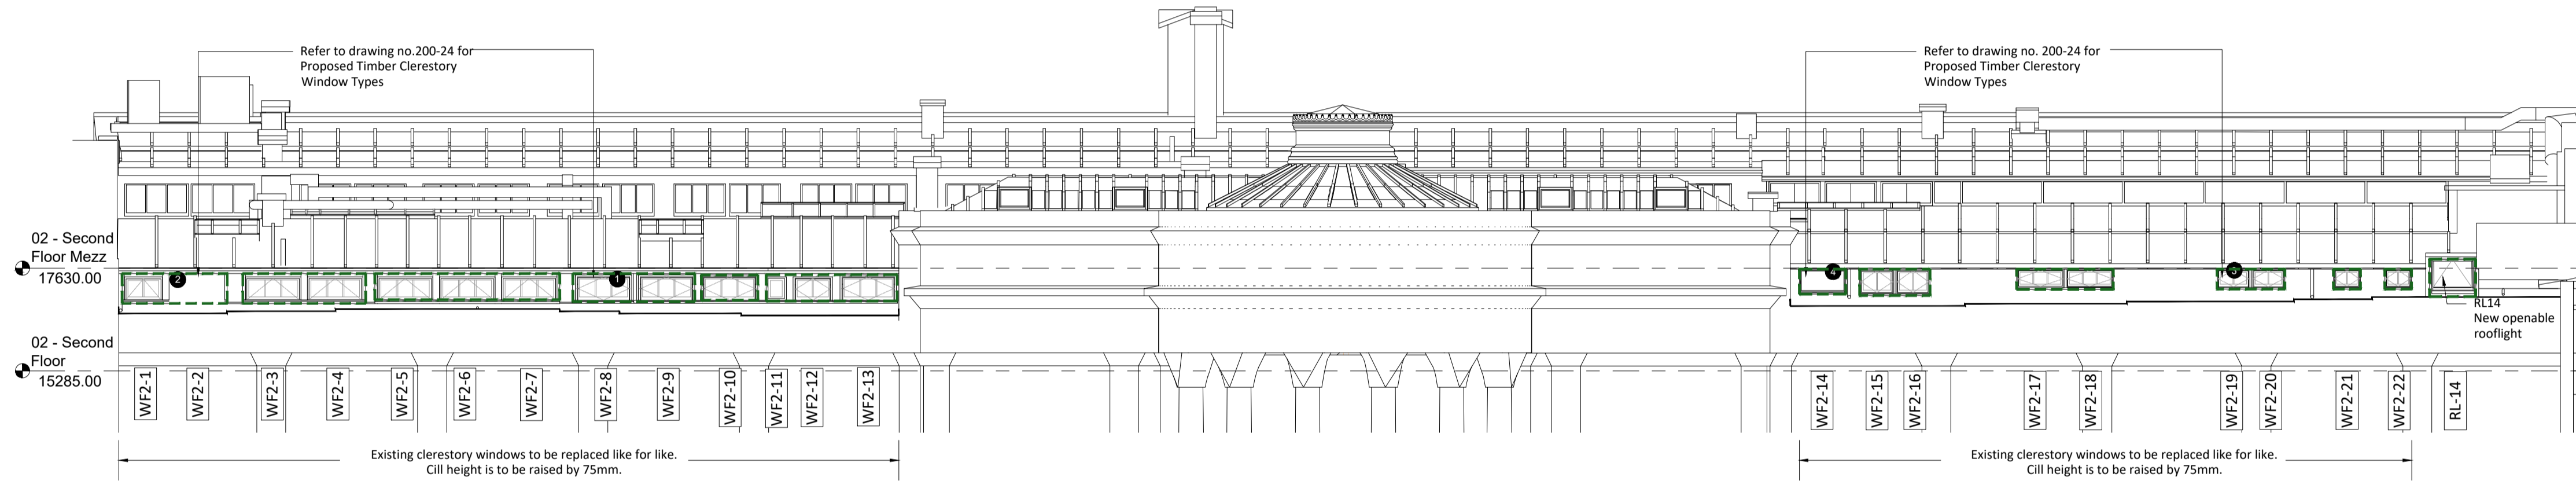 Refer to drawing no.200-24 for
Proposed Timber Clerestory
Window Types
Refer to drawing no. 200-24 for
Proposed Timber Clerestory
Window Types
02 - Second
Floor Mezz
17630.00
2
1
4
3
RL14
New openable
rooflight
02 - Second
Floor
15285.00
WF2-1
WF2-2
WF2-3
WF2-4
WF2-5
WF2-6
WF2-7
WF2-8
WF2-9
WF2-10
WF2-11
WF2-12
WF2-13
WF2-14
WF2-15
WF2-16
WF2-17
WF2-18
WF2-19
WF2-20
WF2-21
WF2-22
RL-14
Existing clerestory windows to be replaced like for like.
Cill height is to be raised by 75mm.
Existing clerestory windows to be replaced like for like.
Cill height is to be raised by 75mm.